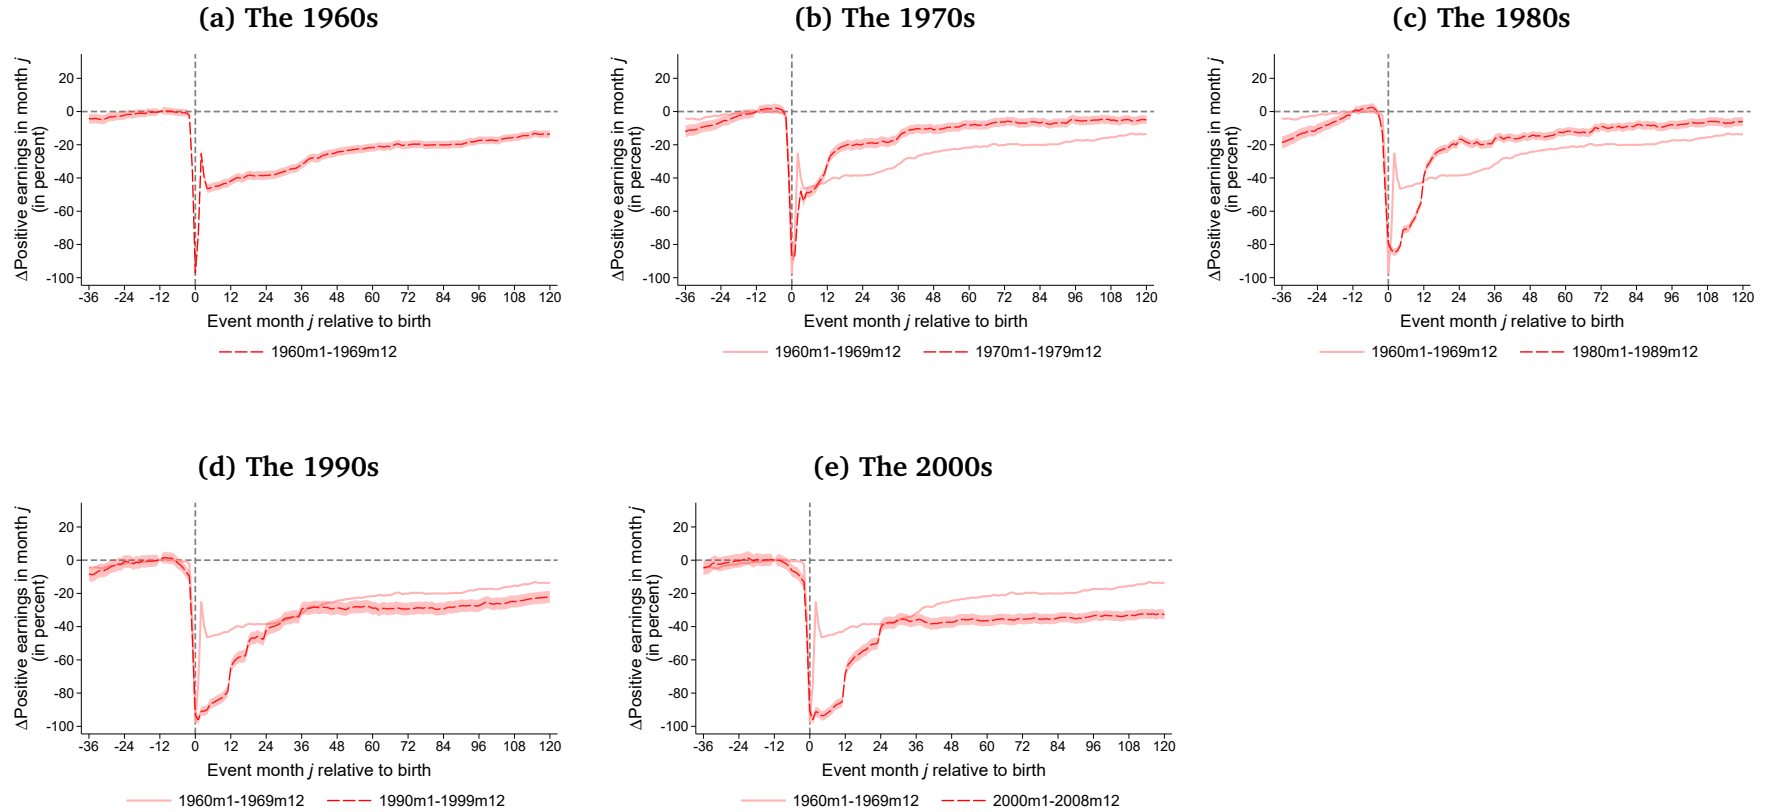 (a) The 1960s
ΔPositive earnings in month j
(in percent)
20
0
-20
-40
-60
-80
-100
-36 -24 -12 0 12 24 36 48 60 72 84 96 108 120
Event month j relative to birth
1960m1-1969m12
(b) The 1970s
ΔPositive earnings in month j
(in percent)
20
0
-20
-40
-60
-80
-100
-36 -24 -12 0 12 24 36 48 60 72 84 96 108 120
Event month j relative to birth
1960m1-1969m12 1970m1-1979m12
(c) The 1980s
ΔPositive earnings in month j
(in percent)
20
0
-20
-40
-60
-80
-100
-36 -24 -12 0 12 24 36 48 60 72 84 96 108 120
Event month j relative to birth
1960m1-1969m12 1980m1-1989m12
(d) The 1990s
ΔPositive earnings in month j
(in percent)
20
0
-20
-40
-60
-80
-100
-36 -24 -12 0 12 24 36 48 60 72 84 96 108 120
Event month j relative to birth
1960m1-1969m12 1990m1-1999m12
(e) The 2000s
ΔPositive earnings in month j
(in percent)
20
0
-20
-40
-60
-80
-100
-36 -24 -12 0 12 24 36 48 60 72 84 96 108 120
Event month j relative to birth
1960m1-1969m12 2000m1-2008m12